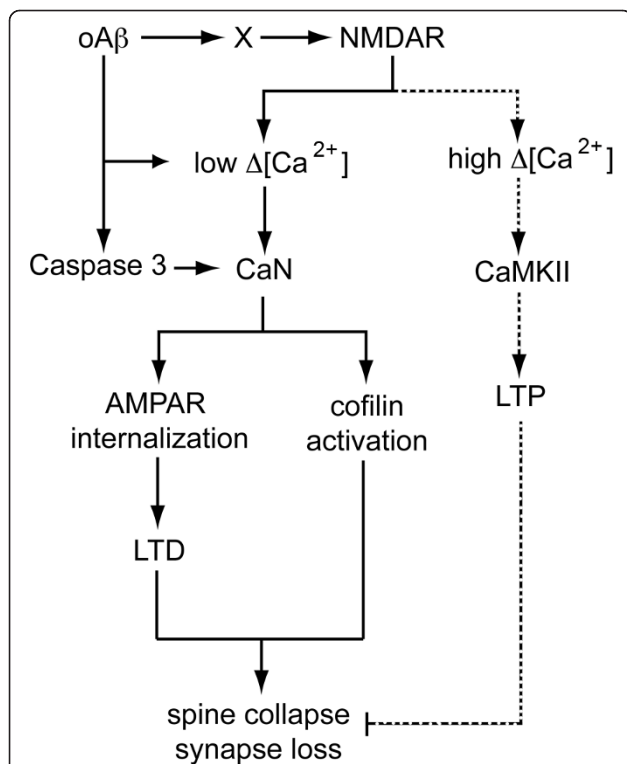 oAβ X NMDAR
low Δ[Ca²⁺] high Δ[Ca²⁺]
Caspase 3 CaN CaMKII
AMPAR
internalization
cofilin
activation
LTP
LTD
spine collapse
synapse loss